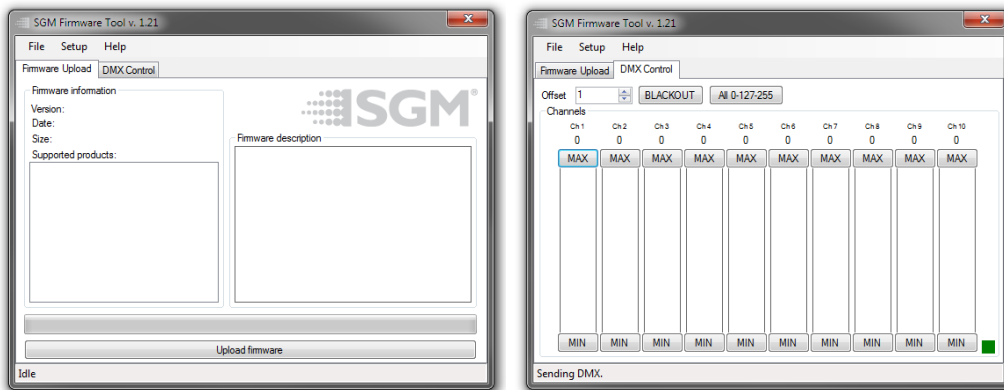 SGM Firmware Tool v. 1.21
File Setup Help
Firmware Upload DMX Control
Firmware information
Version:
Date:
Size:
Supported products:
SGM®
Firmware description
Upload firmware
Idle
SGM Firmware Tool v. 1.21
File Setup Help
Firmware Upload DMX Control
Offset 1 BLACKOUT All 0-127-255
Channels
Ch 1 Ch 2 Ch 3 Ch 4 Ch 5 Ch 6 Ch 7 Ch 8 Ch 9 Ch 10
0 0 0 0 0 0 0 0 0 0
MAX MAX MAX MAX MAX MAX MAX MAX MAX MAX
MIN MIN MIN MIN MIN MIN MIN MIN MIN MIN
Sending DMX.